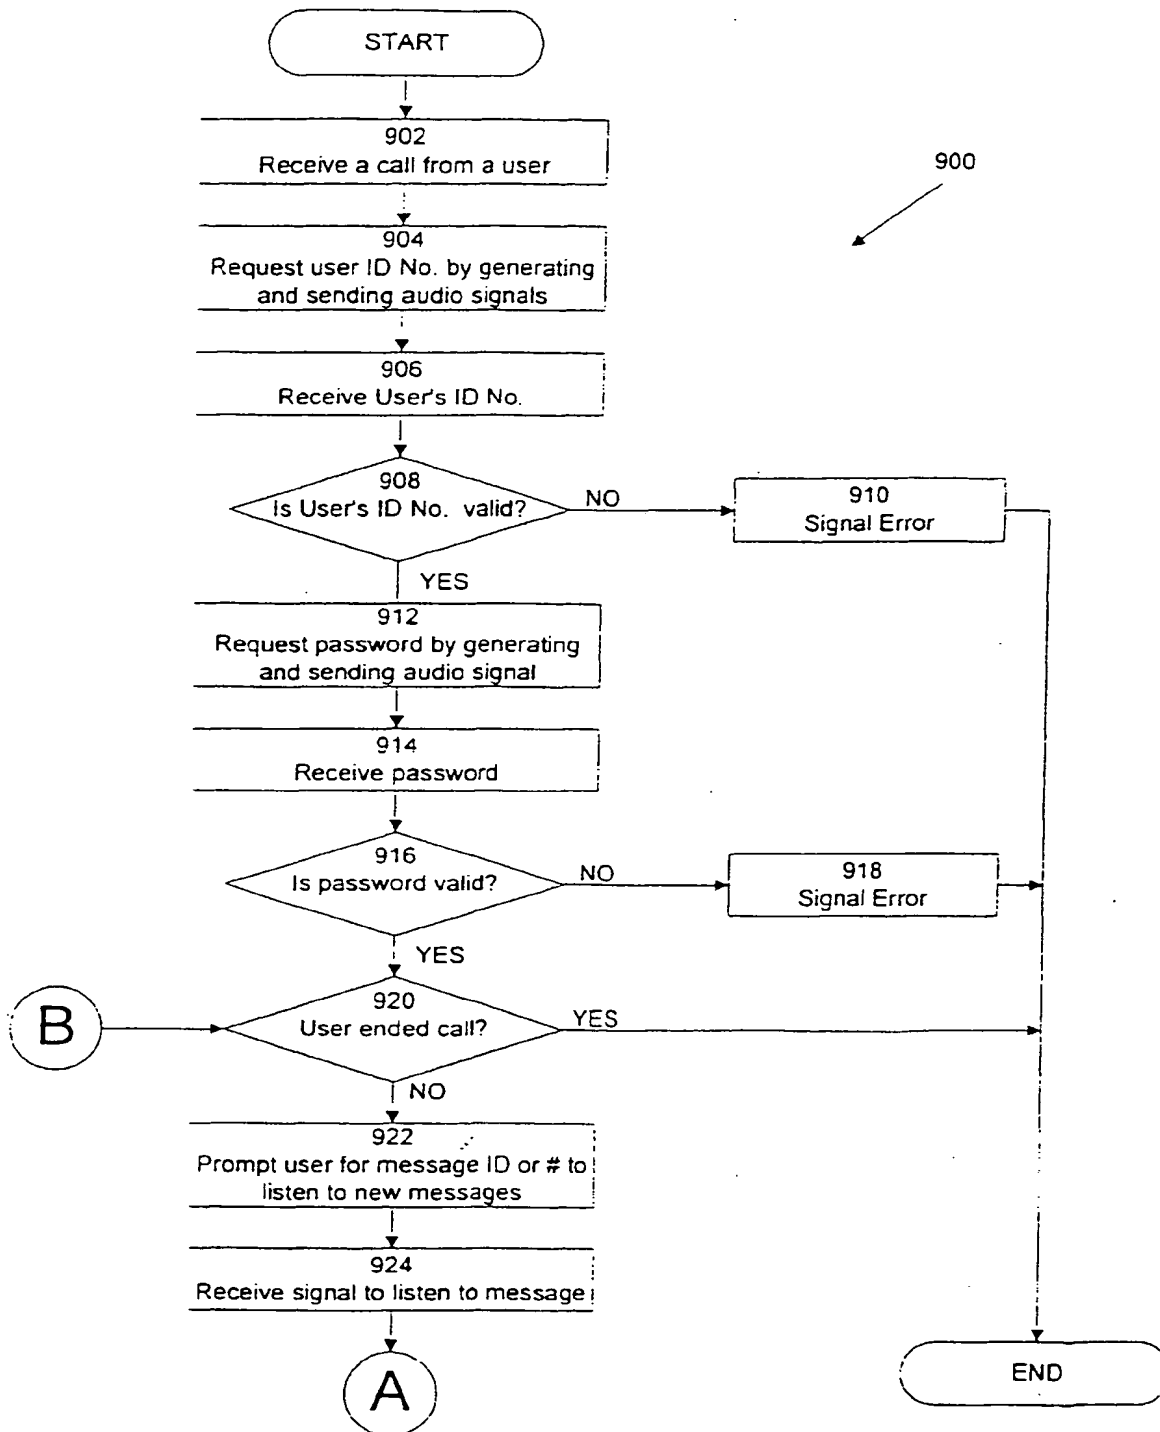 START
902
Receive a call from a user
900
904
Request user ID No. by generating
and sending audio signals
906
Receive User's ID No.
908
Is User's ID No. valid?
NO
910
Signal Error
YES
912
Request password by generating
and sending audio signal
914
Receive password
916
Is password valid?
NO
918
Signal Error
YES
B
920
User ended call?
YES
NO
922
Prompt user for message ID or # to
listen to new messages
924
Receive signal to listen to message
A
END